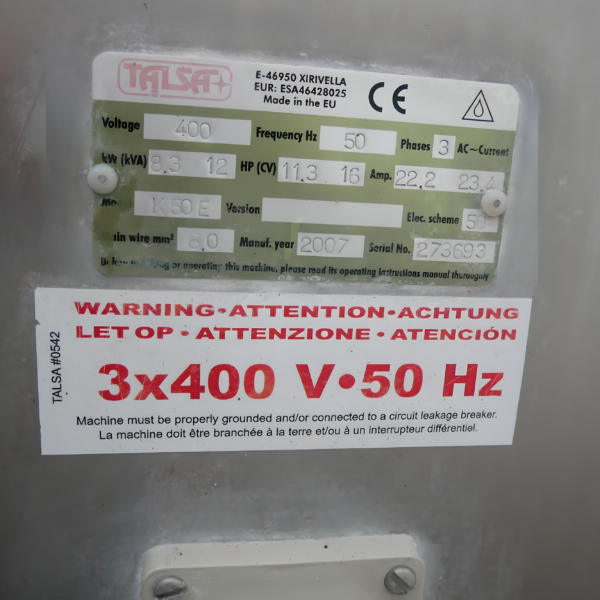 TALSA
E-46950 XIRIVELLA
EUR: ESA46428025
Made in the EU
CE
Voltage 400 Frequency Hz 50 Phases 3 AC~Current
kW (kVA) 8.3 12 HP (CV) 11.3 16 Amp. 22.2 23.4
K50E Version Elec. scheme
wire mm² 6.0 Manuf. year 2007 Serial No. 273693
or operating this machine, please read its operating instructions manual thoroughly
WARNING•ATTENTION•ACHTUNG
LET OP • ATTENZIONE • ATENCIÓN
3x400 V•50 Hz
Machine must be properly grounded and/or connected to a circuit leakage breaker.
La machine doit être branchée à la terre et/ou à un interrupteur différentiel.
TALSA #0542